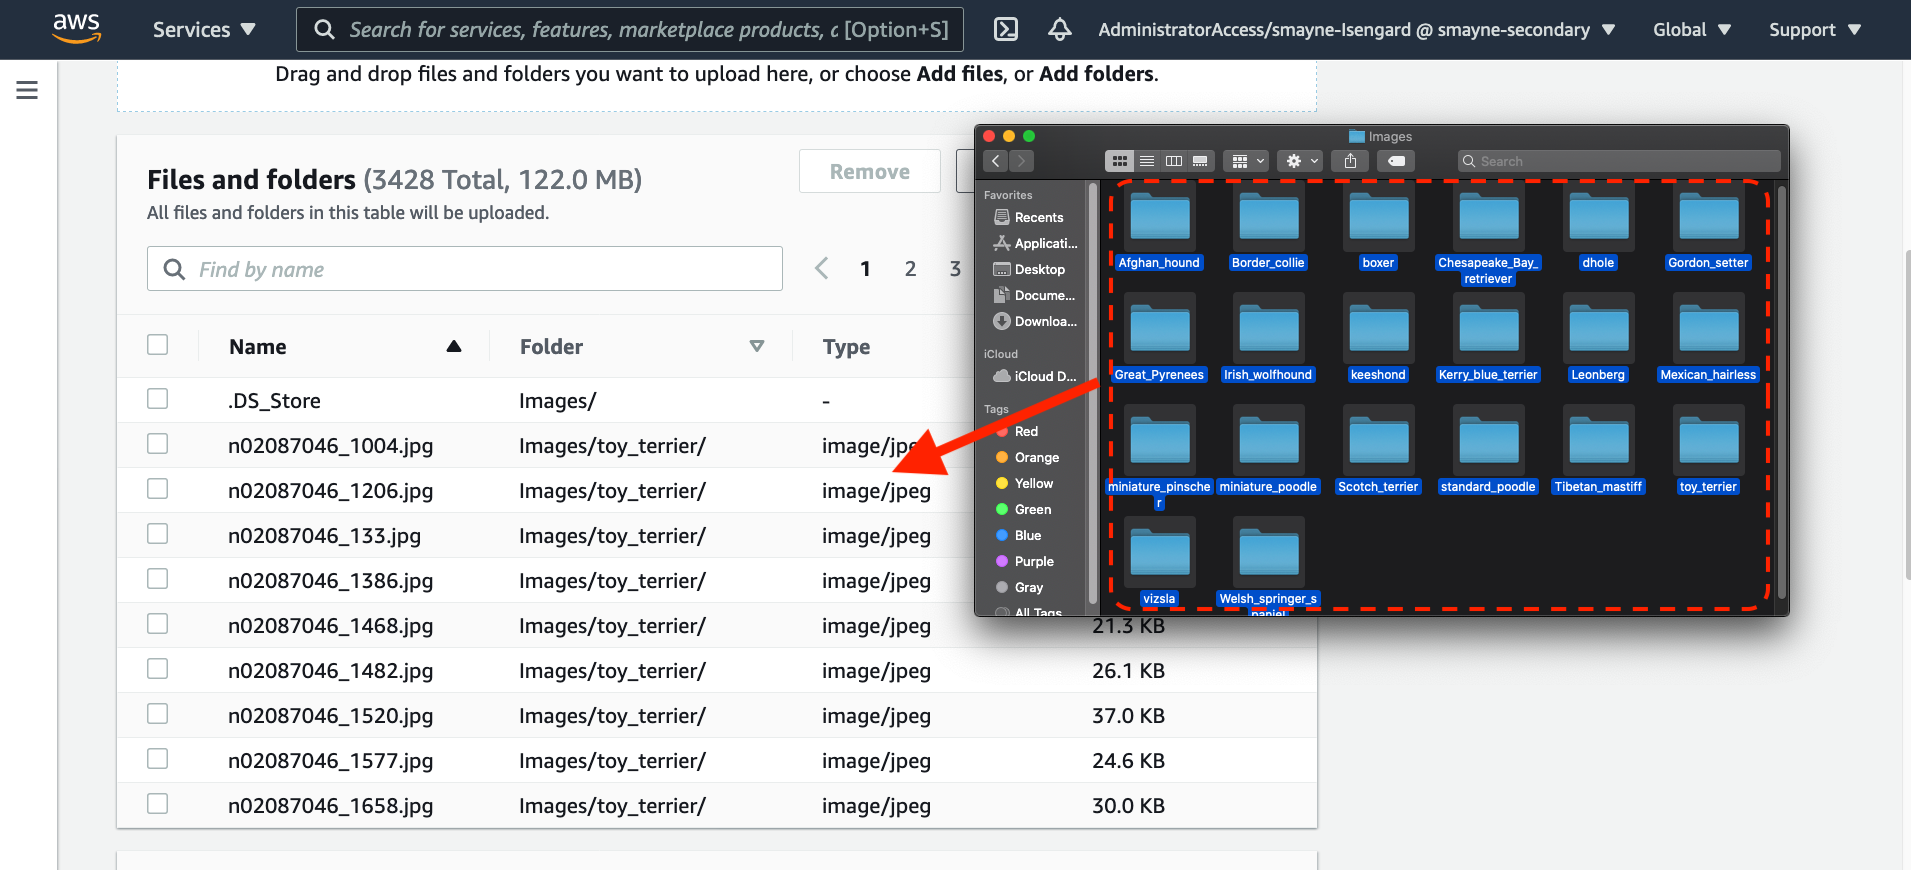 aws
Services
Search for services, features, marketplace products, c [Option+S]
AdministratorAccess/smayne-Isengard @ smayne-secondary
Global
Support
Drag and drop files and folders you want to upload here, or choose Add files, or Add folders.
Files and folders (3428 Total, 122.0 MB)
All files and folders in this table will be uploaded.
Remove
Find by name
1 2 3
Name Folder Type
.DS_Store Images/ -
n02087046_1004.jpg Images/toy_terrier/ image/jpeg
n02087046_1206.jpg Images/toy_terrier/ image/jpeg
n02087046_133.jpg Images/toy_terrier/ image/jpeg
n02087046_1386.jpg Images/toy_terrier/ image/jpeg
n02087046_1468.jpg Images/toy_terrier/ image/jpeg 21.3 KB
n02087046_1482.jpg Images/toy_terrier/ image/jpeg 26.1 KB
n02087046_1520.jpg Images/toy_terrier/ image/jpeg 37.0 KB
n02087046_1577.jpg Images/toy_terrier/ image/jpeg 24.6 KB
n02087046_1658.jpg Images/toy_terrier/ image/jpeg 30.0 KB
Images
Search
Favorites
Recents
Applicati...
Desktop
Docume...
Downloa...
iCloud
iCloud D...
Tags
Red
Orange
Yellow
Green
Blue
Purple
Gray
All Tags
Afghan_hound Border_collie boxer Chesapeake_Bay_ dhole Gordon_setter
retriever
Great_Pyrenees Irish_wolfhound keeshond Kerry_blue_terrier Leonberg Mexican_hairless
miniature_pinsche miniature_poodle Scotch_terrier standard_poodle Tibetan_mastiff toy_terrier
r
vizsla Welsh_springer_s
paniel